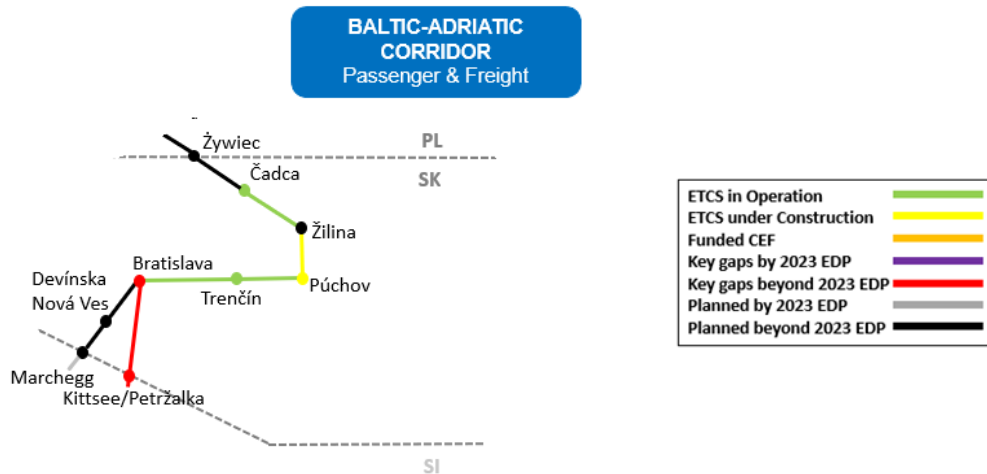 BALTIC-ADRIATIC
CORRIDOR
Passenger & Freight
Żywiec
PL
Čadca
SK
Žilina
Bratislava
Devínska
Nová Ves
Trenčín
Púchov
Marchegg
Kittsee/Petržalka
SI
ETCS in Operation
ETCS under Construction
Funded CEF
Key gaps by 2023 EDP
Key gaps beyond 2023 EDP
Planned by 2023 EDP
Planned beyond 2023 EDP